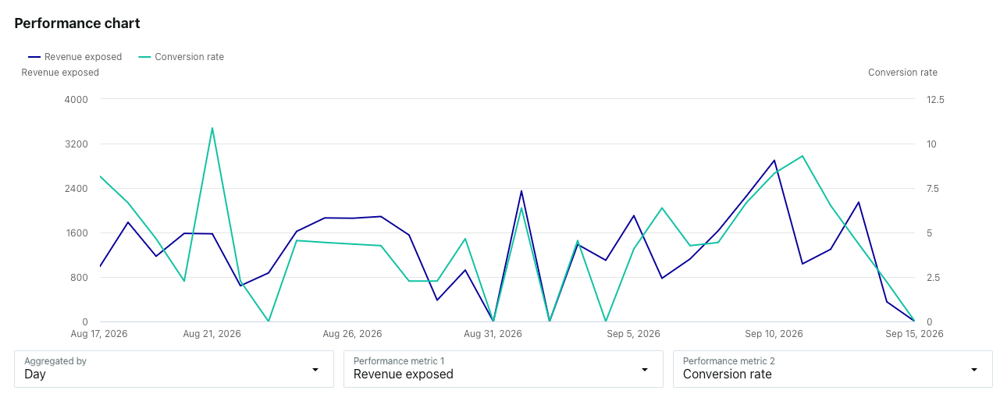 Performance chart
Revenue exposed
Conversion rate
Revenue exposed
Conversion rate
4000
12.5
3200
10
2400
7.5
1600
5
800
2.5
0
0
Aug 17, 2026
Aug 21, 2026
Aug 26, 2026
Aug 31, 2026
Sep 5, 2026
Sep 10, 2026
Sep 15, 2026
Aggregated by
Day
Performance metric 1
Revenue exposed
Performance metric 2
Conversion rate